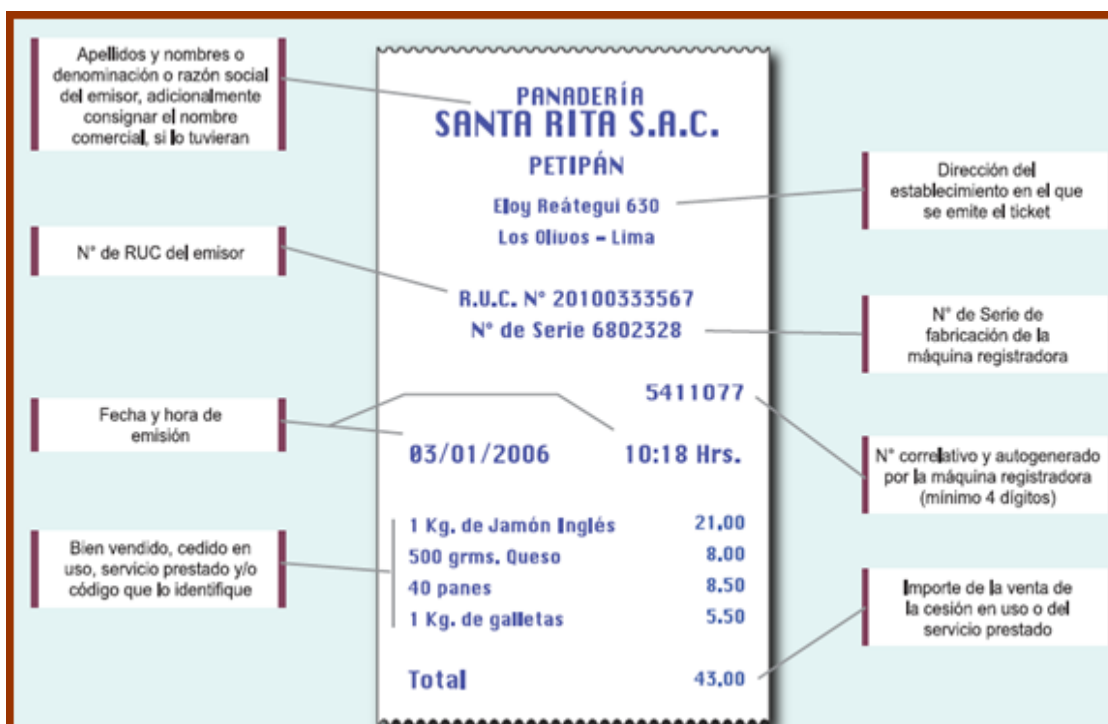 Apellidos y nombres o
denominación o razón social
del emisor, adicionalmente
consignar el nombre
comercial, si lo tuvieran
N° de RUC del emisor
Fecha y hora de
emisión
Bien vendido, cedido en
uso, servicio prestado y/o
código que lo identifique
PANADERÍA
SANTA RITA S.A.C.
PETIPÁN
Eloy Reátegui 630
Los Olivos – Lima
R.U.C. N° 20100333567
N° de Serie 6802328
5411077
03/01/2006 10:18 Hrs.
1 Kg. de Jamón Inglés 21.00
500 grms. Queso 8.00
40 panes 8.50
1 Kg. de galletas 5.50
Total 43.00
Dirección del
establecimiento en el que
se emite el ticket
N° de Serie de
fabricación de la
máquina registradora
N° correlativo y autogenerado
por la máquina registradora
(mínimo 4 dígitos)
Importe de la venta de
la cesión en uso o del
servicio prestado